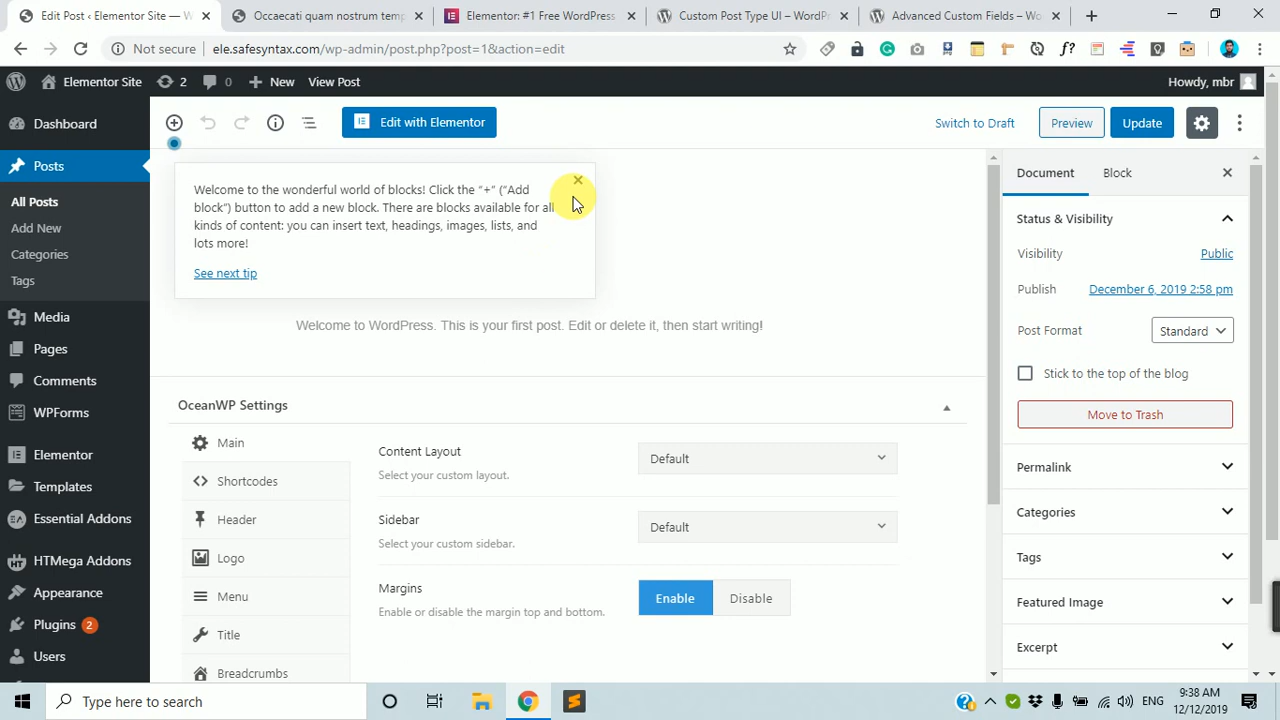 Edit Post ‹ Elementor Site — W
Occaecati quam nostrum temp
Elementor: #1 Free WordPress
Custom Post Type UI – WordPr
Advanced Custom Fields – Wo
Not secure
ele.safesyntax.com/wp-admin/post.php?post=1&action=edit
Elementor Site
2
0
New
View Post
Howdy, mbr
Dashboard
Posts
All Posts
Add New
Categories
Tags
Media
Pages
Comments
WPForms
Elementor
Templates
Essential Addons
HTMega Addons
Appearance
Plugins 2
Users
Edit with Elementor
Switch to Draft
Preview
Update
Welcome to the wonderful world of blocks! Click the “+” (“Add
block”) button to add a new block. There are blocks available for all
kinds of content: you can insert text, headings, images, lists, and
lots more!
See next tip
Welcome to WordPress. This is your first post. Edit or delete it, then start writing!
OceanWP Settings
Main
Shortcodes
Header
Logo
Menu
Title
Breadcrumbs
Content Layout
Select your custom layout.
Default
Sidebar
Select your custom sidebar.
Default
Margins
Enable or disable the margin top and bottom.
Enable
Disable
Document
Block
Status & Visibility
Visibility
Public
Publish
December 6, 2019 2:58 pm
Post Format
Standard
Stick to the top of the blog
Move to Trash
Permalink
Categories
Tags
Featured Image
Excerpt
Type here to search
ENG
9:38 AM
12/12/2019